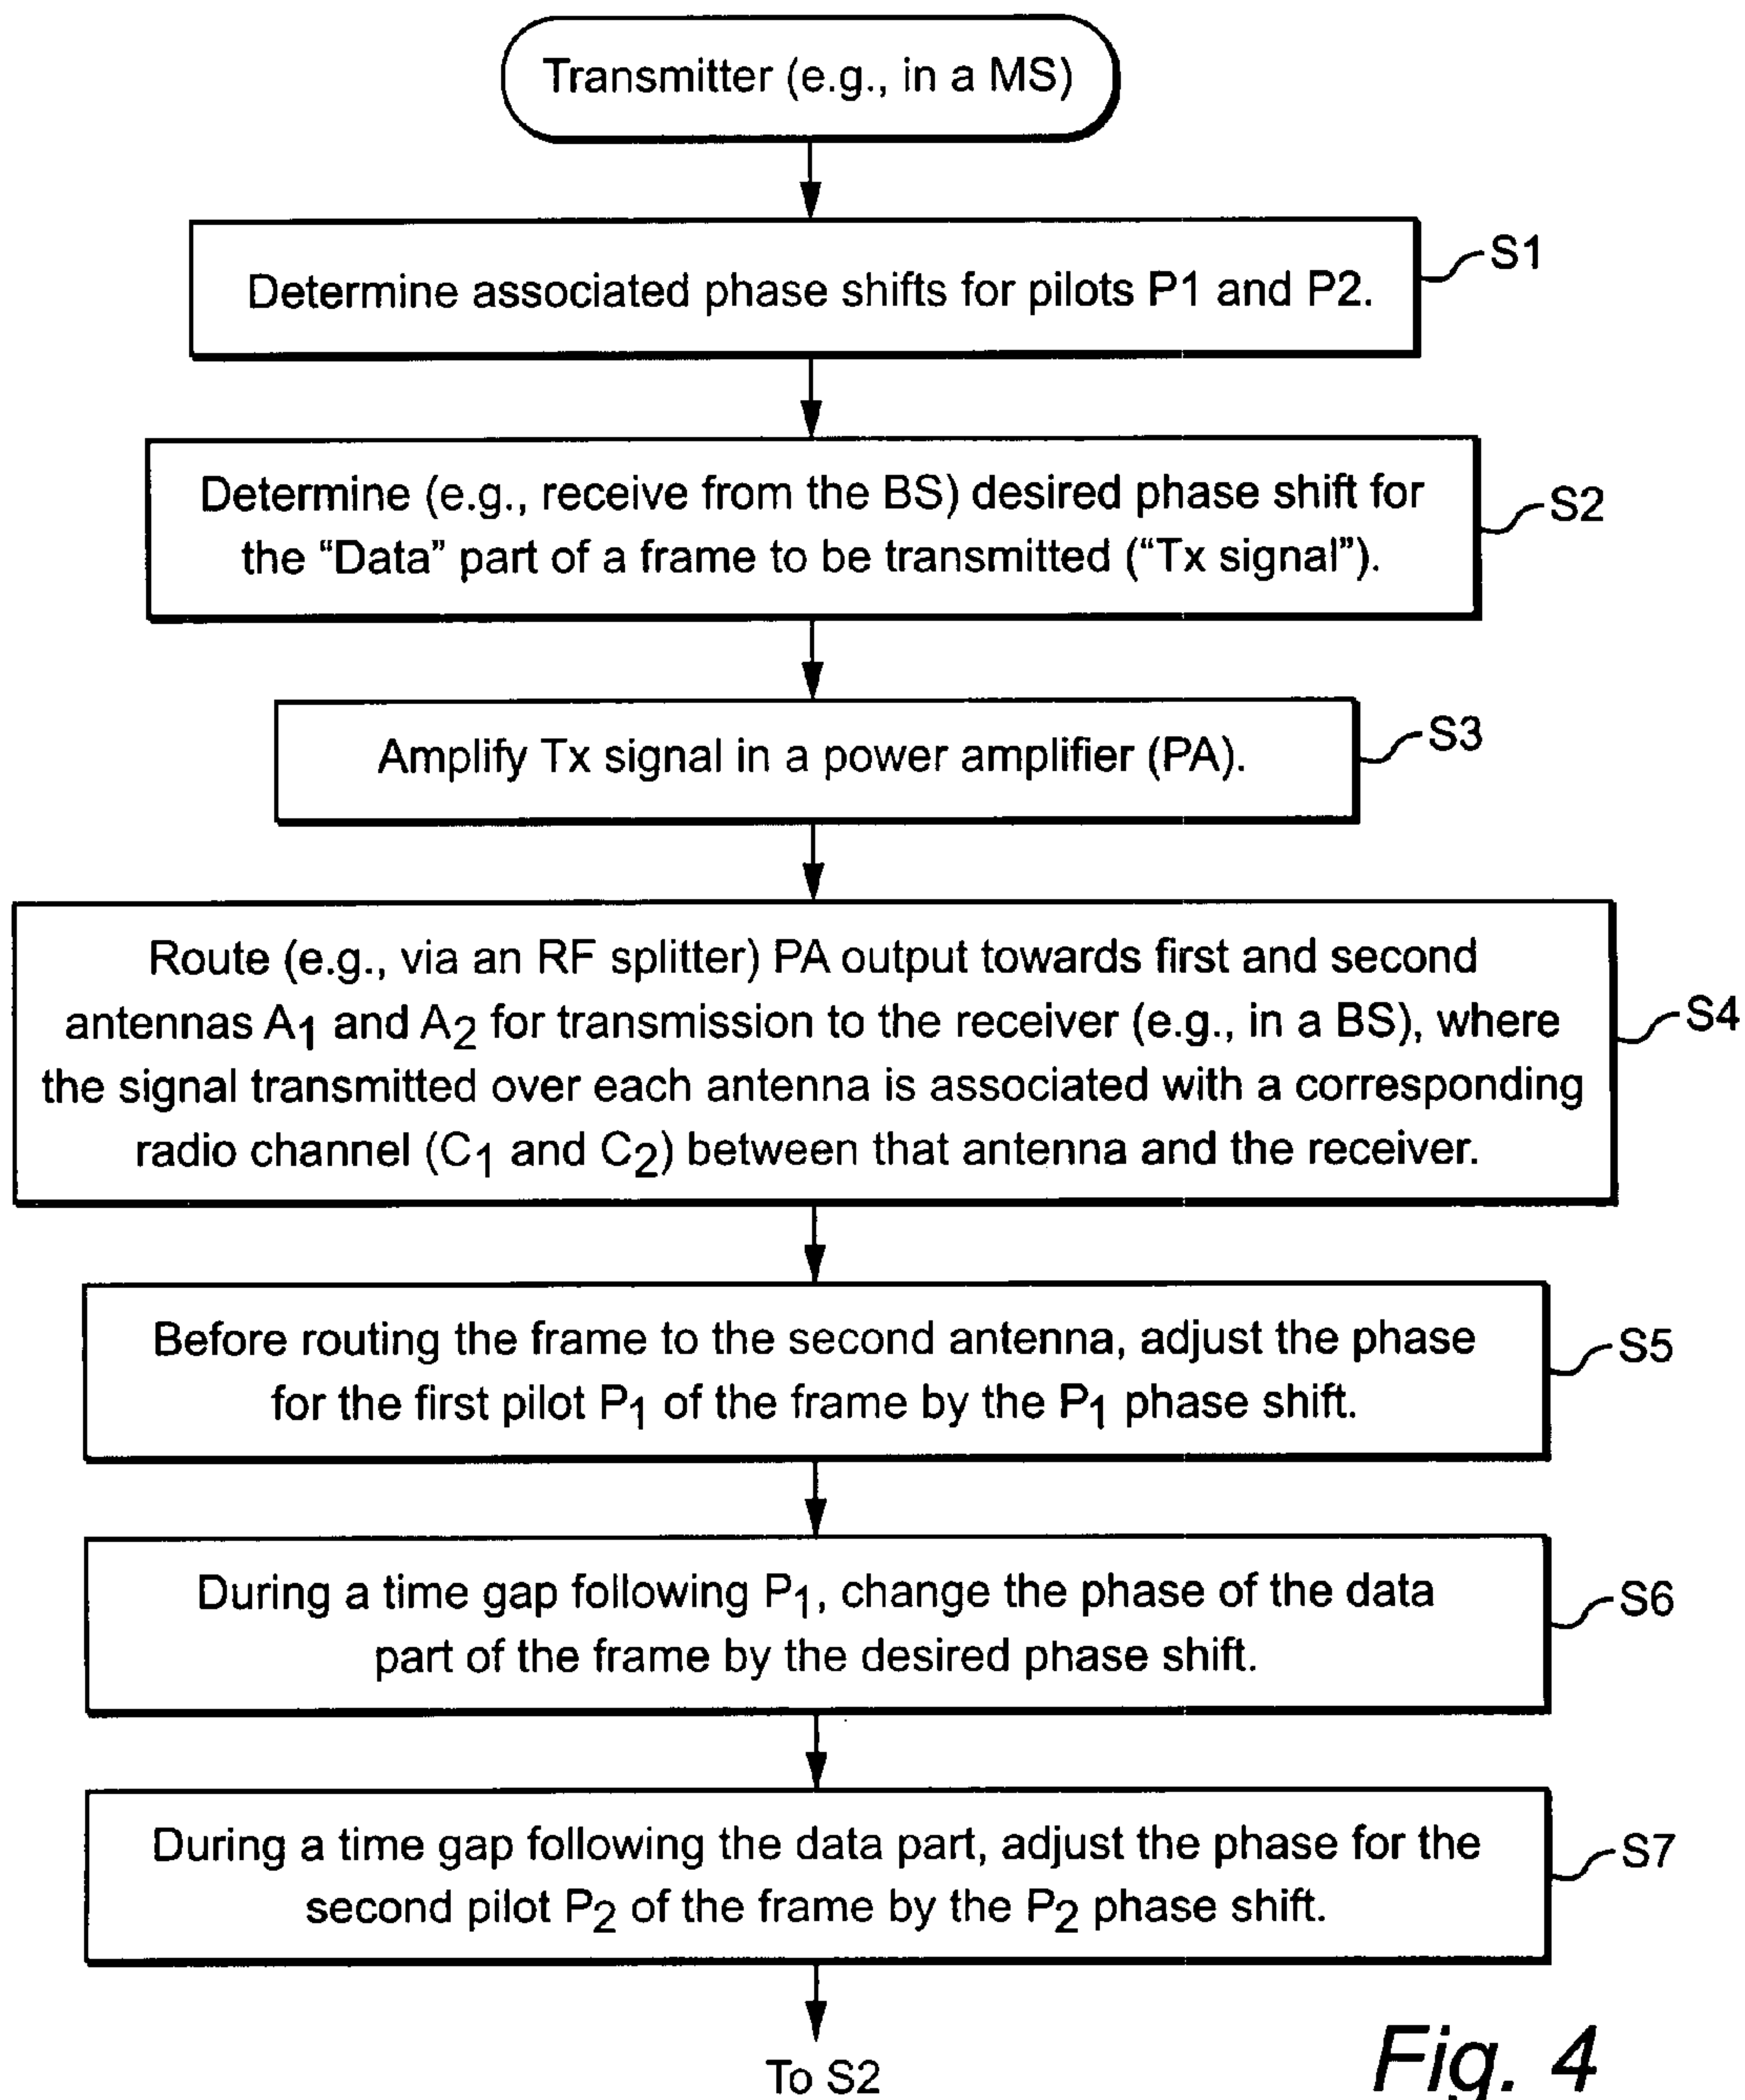 Transmitter (e.g., in a MS)
Determine associated phase shifts for pilots P1 and P2.
S1
Determine (e.g., receive from the BS) desired phase shift for
the “Data” part of a frame to be transmitted (“Tx signal”).
S2
Amplify Tx signal in a power amplifier (PA).
S3
Route (e.g., via an RF splitter) PA output towards first and second
antennas A1 and A2 for transmission to the receiver (e.g., in a BS), where
the signal transmitted over each antenna is associated with a corresponding
radio channel (C1 and C2) between that antenna and the receiver.
S4
Before routing the frame to the second antenna, adjust the phase
for the first pilot P1 of the frame by the P1 phase shift.
S5
During a time gap following P1, change the phase of the data
part of the frame by the desired phase shift.
S6
During a time gap following the data part, adjust the phase for the
second pilot P2 of the frame by the P2 phase shift.
S7
To S2
Fig. 4